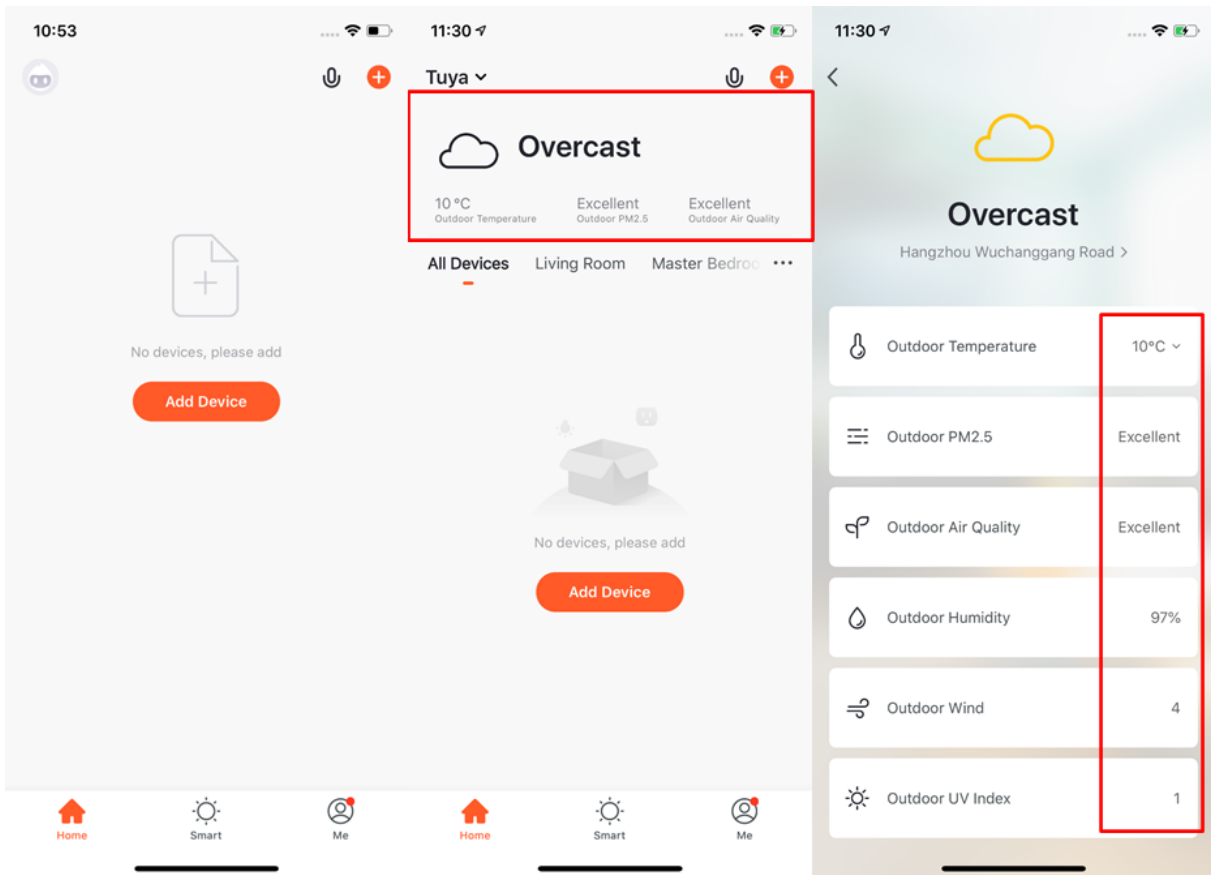 10:53
No devices, please add
Add Device
Home
Smart
Me
11:30
Tuya
Overcast
10 °C
Outdoor Temperature
Excellent
Outdoor PM2.5
Excellent
Outdoor Air Quality
All Devices
Living Room
Master Bedroo
No devices, please add
Add Device
Home
Smart
Me
11:30
Overcast
Hangzhou Wuchanggang Road >
Outdoor Temperature 10°C
Outdoor PM2.5 Excellent
Outdoor Air Quality Excellent
Outdoor Humidity 97%
Outdoor Wind 4
Outdoor UV Index 1